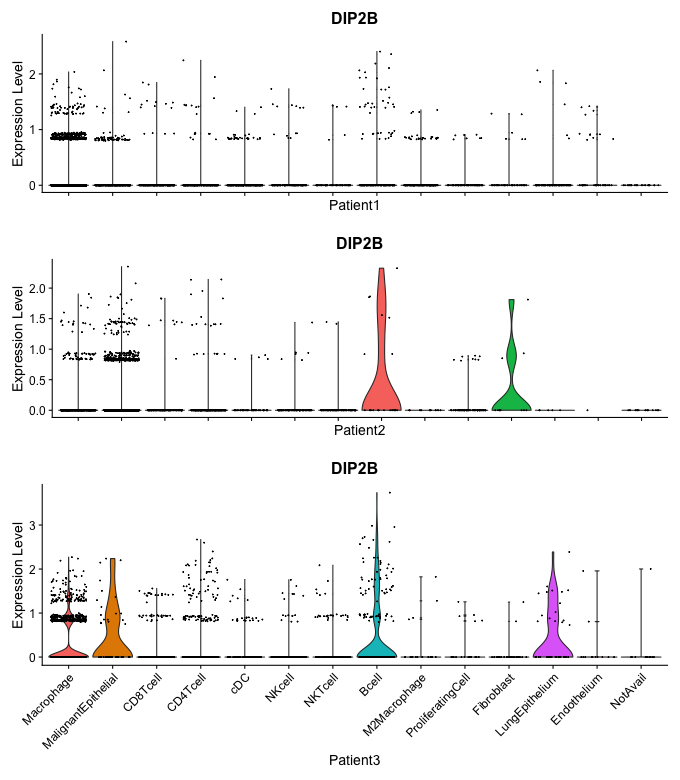 DIP2B
Expression Level
2
1
0
Patient1
DIP2B
Expression Level
2.0
1.5
1.0
0.5
0.0
Patient2
DIP2B
Expression Level
3
2
1
0
Macrophage
MalignantEpithelial
CD8Tcell
CD4Tcell
cDC
NKcell
NKTcell
Bcell
M2Macrophage
ProliferatingCell
Fibroblast
LungEpithelium
Endothelium
NotAvail
Patient3